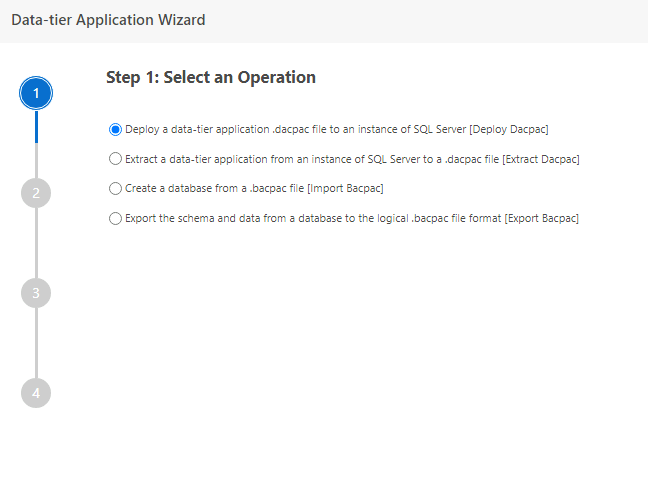 Data-tier Application Wizard
Step 1: Select an Operation
1
Deploy a data-tier application .dacpac file to an instance of SQL Server [Deploy Dacpac]
Extract a data-tier application from an instance of SQL Server to a .dacpac file [Extract Dacpac]
Create a database from a .bacpac file [Import Bacpac]
2
Export the schema and data from a database to the logical .bacpac file format [Export Bacpac]
3
4